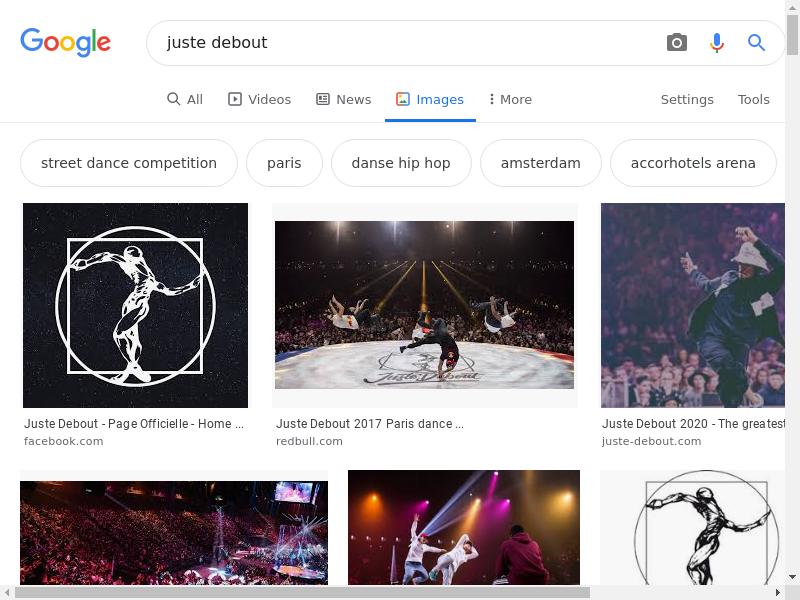 Google
juste debout
All
Videos
News
Images
More
Settings
Tools
street dance competition
paris
danse hip hop
amsterdam
accorhotels arena
Juste Debout
Juste Debout - Page Officielle - Home ...
facebook.com
Juste Debout 2017 Paris dance ...
redbull.com
Juste Debout 2020 - The greatest
juste-debout.com